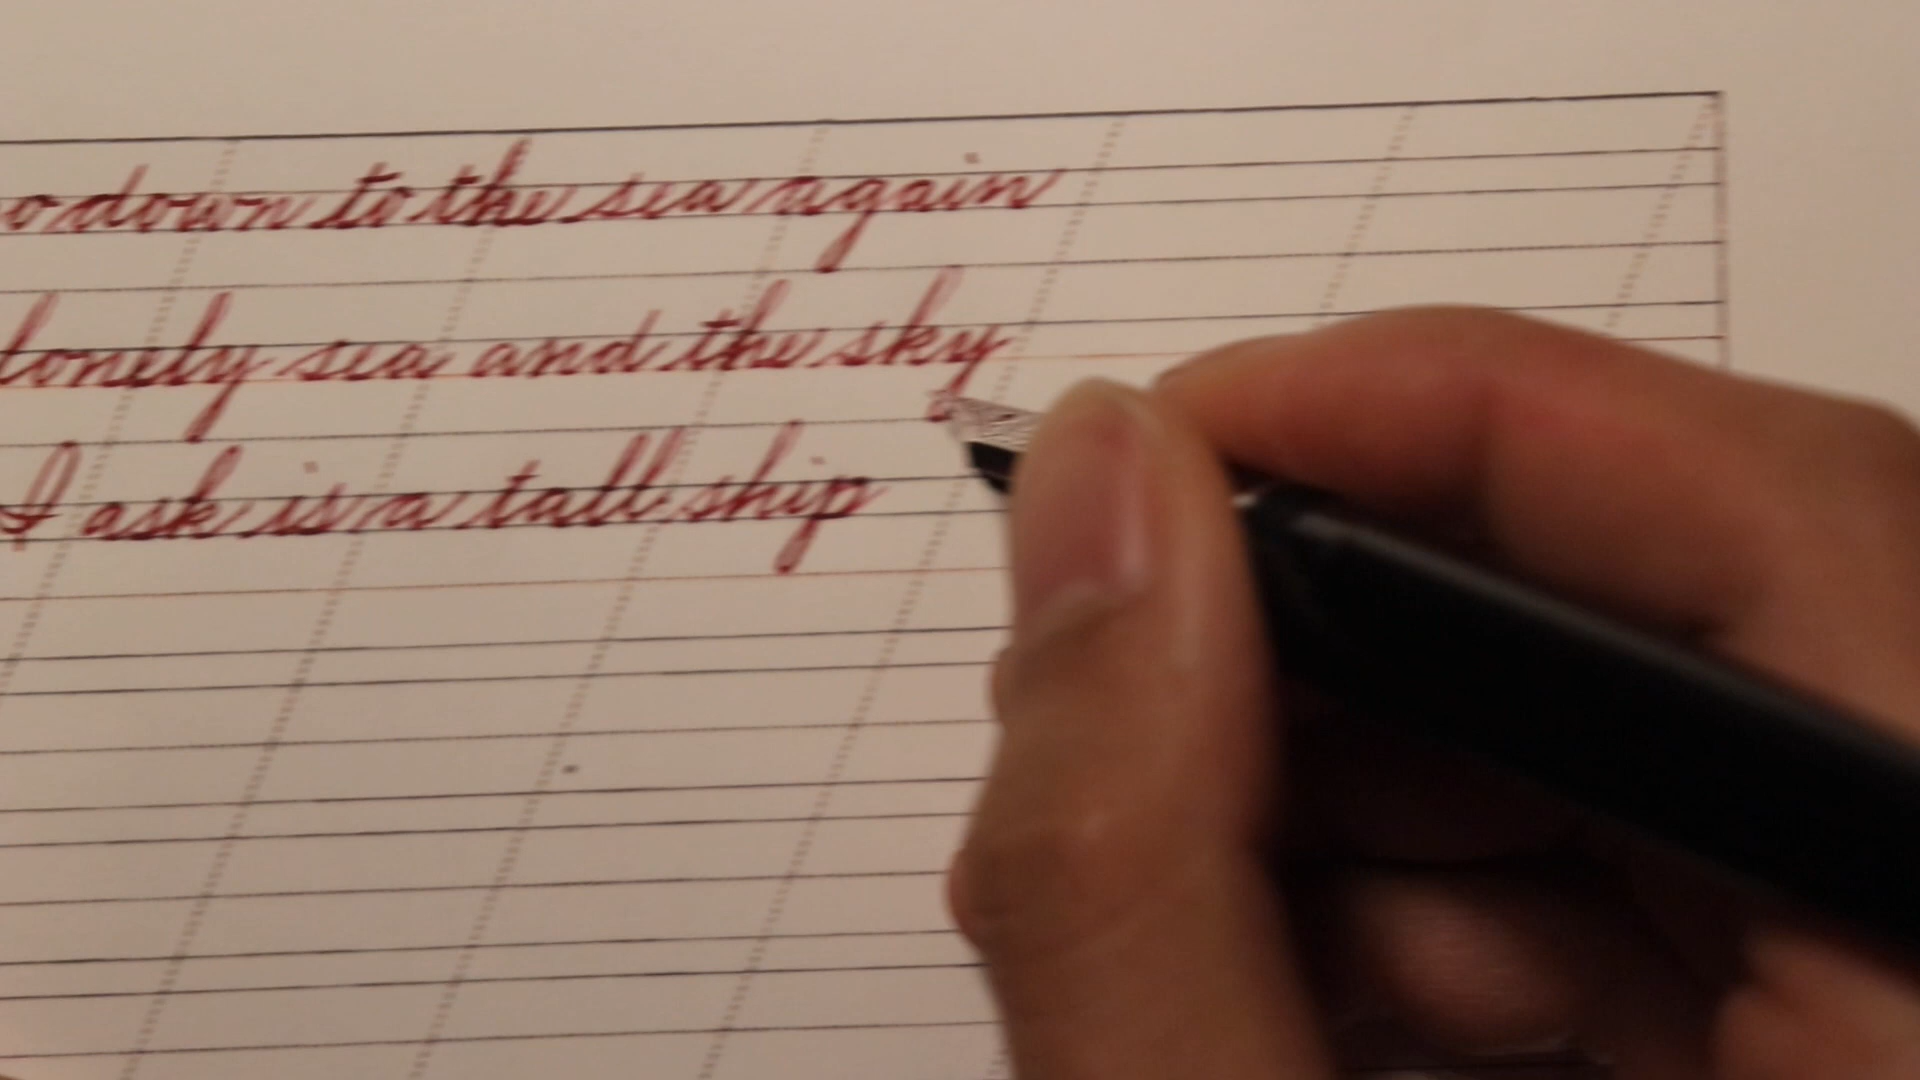 o down to the sea again
lonely sea and the sky
I ask is a tall ship